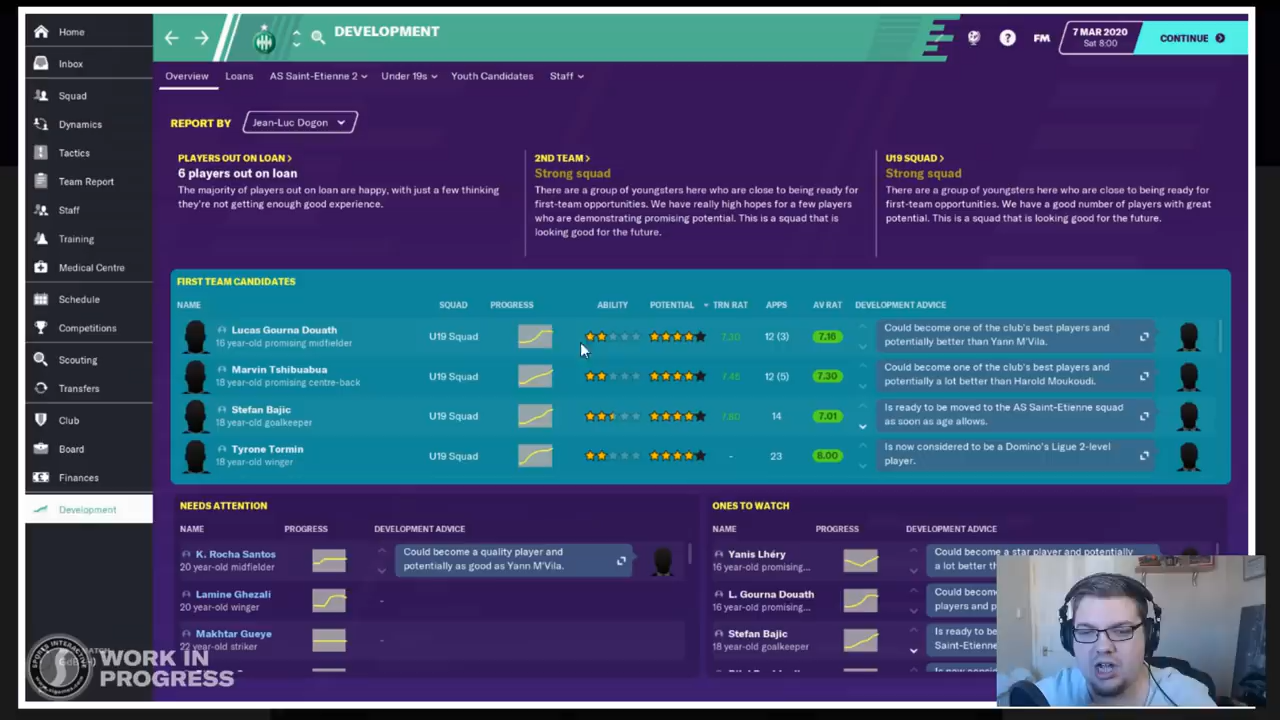 Home
DEVELOPMENT
FM
7 MAR 2020
Sat 8:00
CONTINUE
Inbox
Overview
Loans
AS Saint-Etienne 2
Under 19s
Youth Candidates
Staff
Squad
Dynamics
Tactics
Team Report
Staff
Training
Medical Centre
Schedule
Competitions
Scouting
Transfers
Club
Board
Finances
Development
REPORT BY
Jean-Luc Dogon
PLAYERS OUT ON LOAN >
6 players out on loan
The majority of players out on loan are happy, with just a few thinking
they're not getting enough good experience.
2ND TEAM >
Strong squad
There are a group of youngsters here who are close to being ready for
first-team opportunities. We have really high hopes for a few players
who are demonstrating promising potential. This is a squad that is
looking good for the future.
U19 SQUAD >
Strong squad
There are a group of youngsters here who are close to being ready for
first-team opportunities. We have a good number of players with great
potential. This is a squad that is looking good for the future.
FIRST TEAM CANDIDATES
NAME SQUAD PROGRESS ABILITY POTENTIAL TRN RAT APPS AV RAT DEVELOPMENT ADVICE
Lucas Gourna Douath
16 year-old promising midfielder
U19 Squad
7.30
12 (3)
7.16
Could become one of the club's best players and
potentially better than Yann M'Vila.
Marvin Tshibuabua
18 year-old promising centre-back
U19 Squad
7.45
12 (5)
7.30
Could become one of the club's best players and
potentially a lot better than Harold Moukoudi.
Stefan Bajic
18 year-old goalkeeper
U19 Squad
7.60
14
7.01
Is ready to be moved to the AS Saint-Etienne squad
as soon as age allows.
Tyrone Tormin
18 year-old winger
U19 Squad
-
23
8.00
Is now considered to be a Domino's Ligue 2-level
player.
NEEDS ATTENTION
NAME PROGRESS DEVELOPMENT ADVICE
K. Rocha Santos
20 year-old midfielder
Could become a quality player and
potentially as good as Yann M'Vila.
Lamine Ghezali
20 year-old winger
-
Makhtar Gueye
22 year-old striker
-
ONES TO WATCH
NAME PROGRESS DEVELOPMENT ADVICE
Yanis Lhéry
16 year-old promising...
Could become a star player and potentially
a lot better th
L. Gourna Douath
16 year-old promising...
Could becom
players and p
Stefan Bajic
18 year-old goalkeeper
Is ready to be
Saint-Etienne
WORK IN
PROGRESS